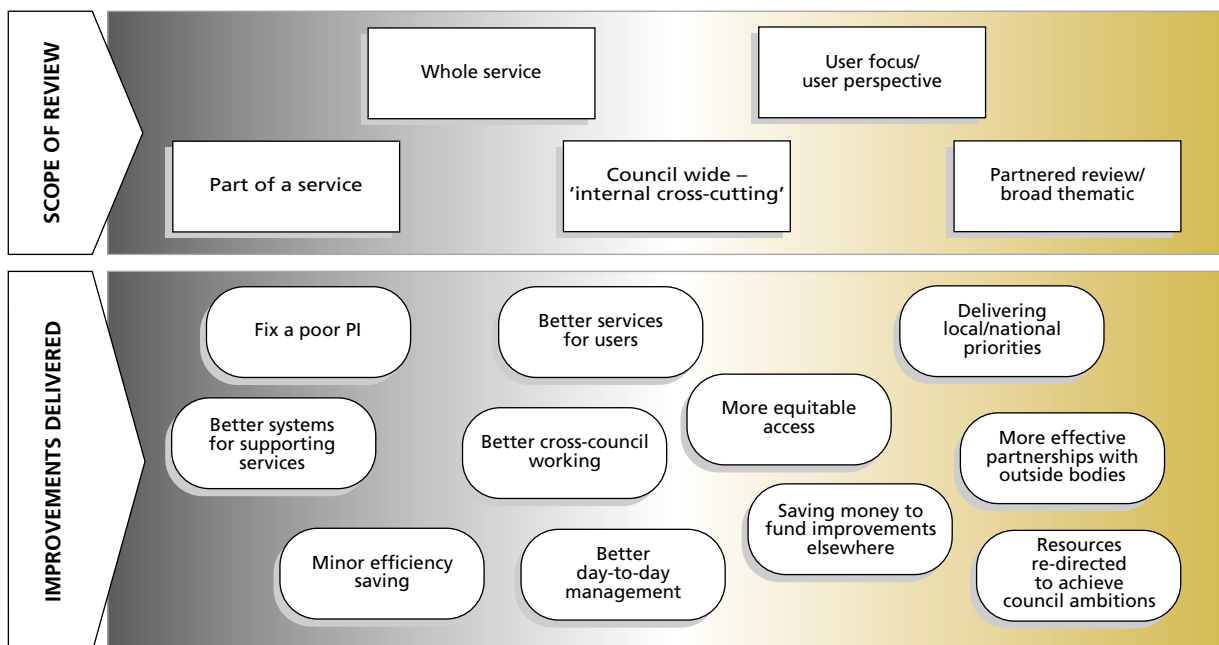 SCOPE OF REVIEW
Whole service
User focus/
user perspective
Part of a service
Council wide –
‘internal cross-cutting’
Partnered review/
broad thematic
IMPROVEMENTS DELIVERED
Fix a poor PI
Better services
for users
Delivering
local/national
priorities
Better systems
for supporting
services
Better cross-council
working
More equitable
access
More effective
partnerships with
outside bodies
Minor efficiency
saving
Better
day-to-day
management
Saving money to
fund improvements
elsewhere
Resources
re-directed
to achieve
council ambitions